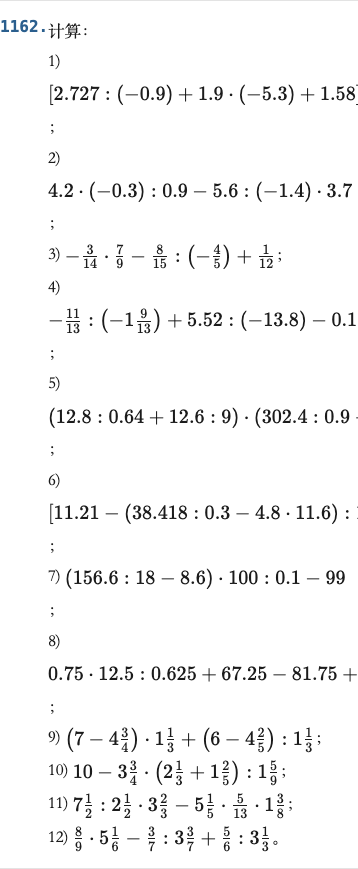 1162. 计算：
1)
[2.727 : (−0.9) + 1.9 · (−5.3) + 1.58]
;
2)
4.2 · (−0.3) : 0.9 − 5.6 : (−1.4) · 3.7
;
3) −3/14 · 7/9 − 8/15 : (−4/5) + 1/12 ;
4)
−11/13 : (−1 9/13) + 5.52 : (−13.8) − 0.1
;
5)
(12.8 : 0.64 + 12.6 : 9) · (302.4 : 0.9
;
6)
[11.21 − (38.418 : 0.3 − 4.8 · 11.6) :
;
7) (156.6 : 18 − 8.6) · 100 : 0.1 − 99
;
8)
0.75 · 12.5 : 0.625 + 67.25 − 81.75 +
;
9) (7 − 4 3/4) · 1 1/3 + (6 − 4 2/5) : 1 1/3 ;
10) 10 − 3 3/4 · (2 1/3 + 1 2/5) : 1 5/9 ;
11) 7 1/2 : 2 1/2 · 3 2/3 − 5 1/5 · 5/13 · 1 3/8 ;
12) 8/9 · 5 1/6 − 3/7 : 3 3/7 + 5/6 : 3 1/3 。